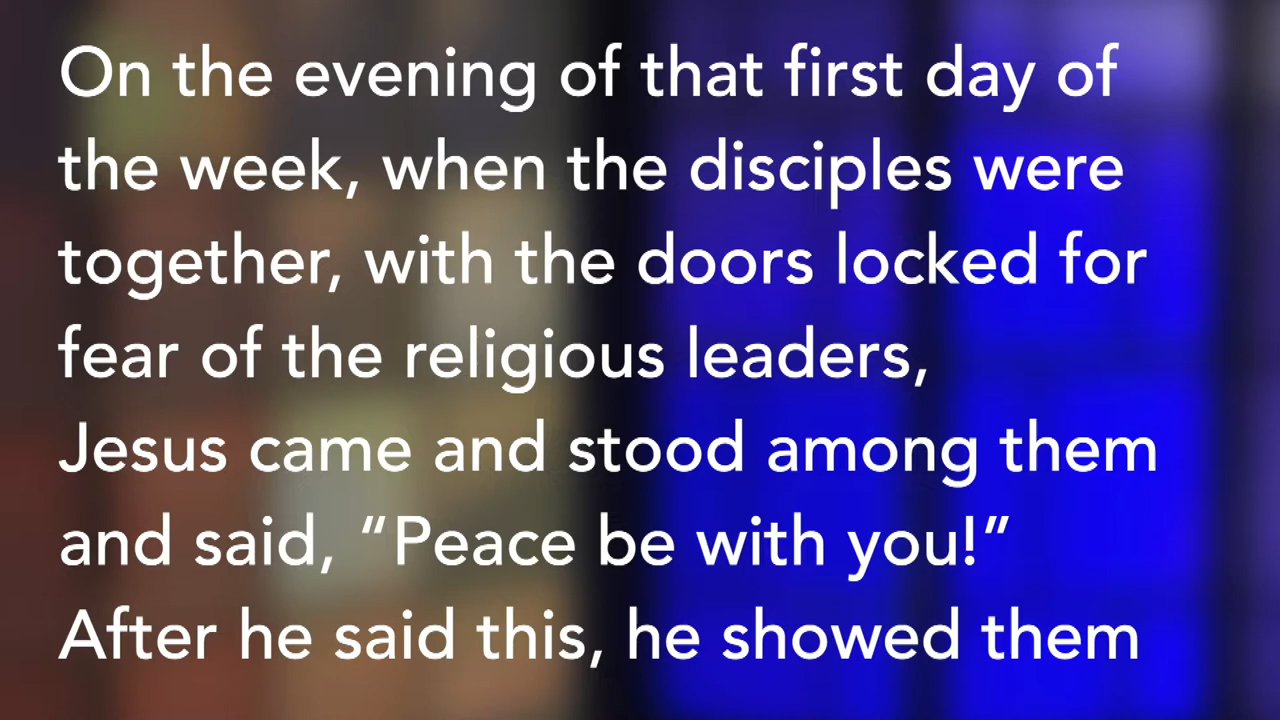 On the evening of that first day of
the week, when the disciples were
together, with the doors locked for
fear of the religious leaders,
Jesus came and stood among them
and said, “Peace be with you!”
After he said this, he showed them